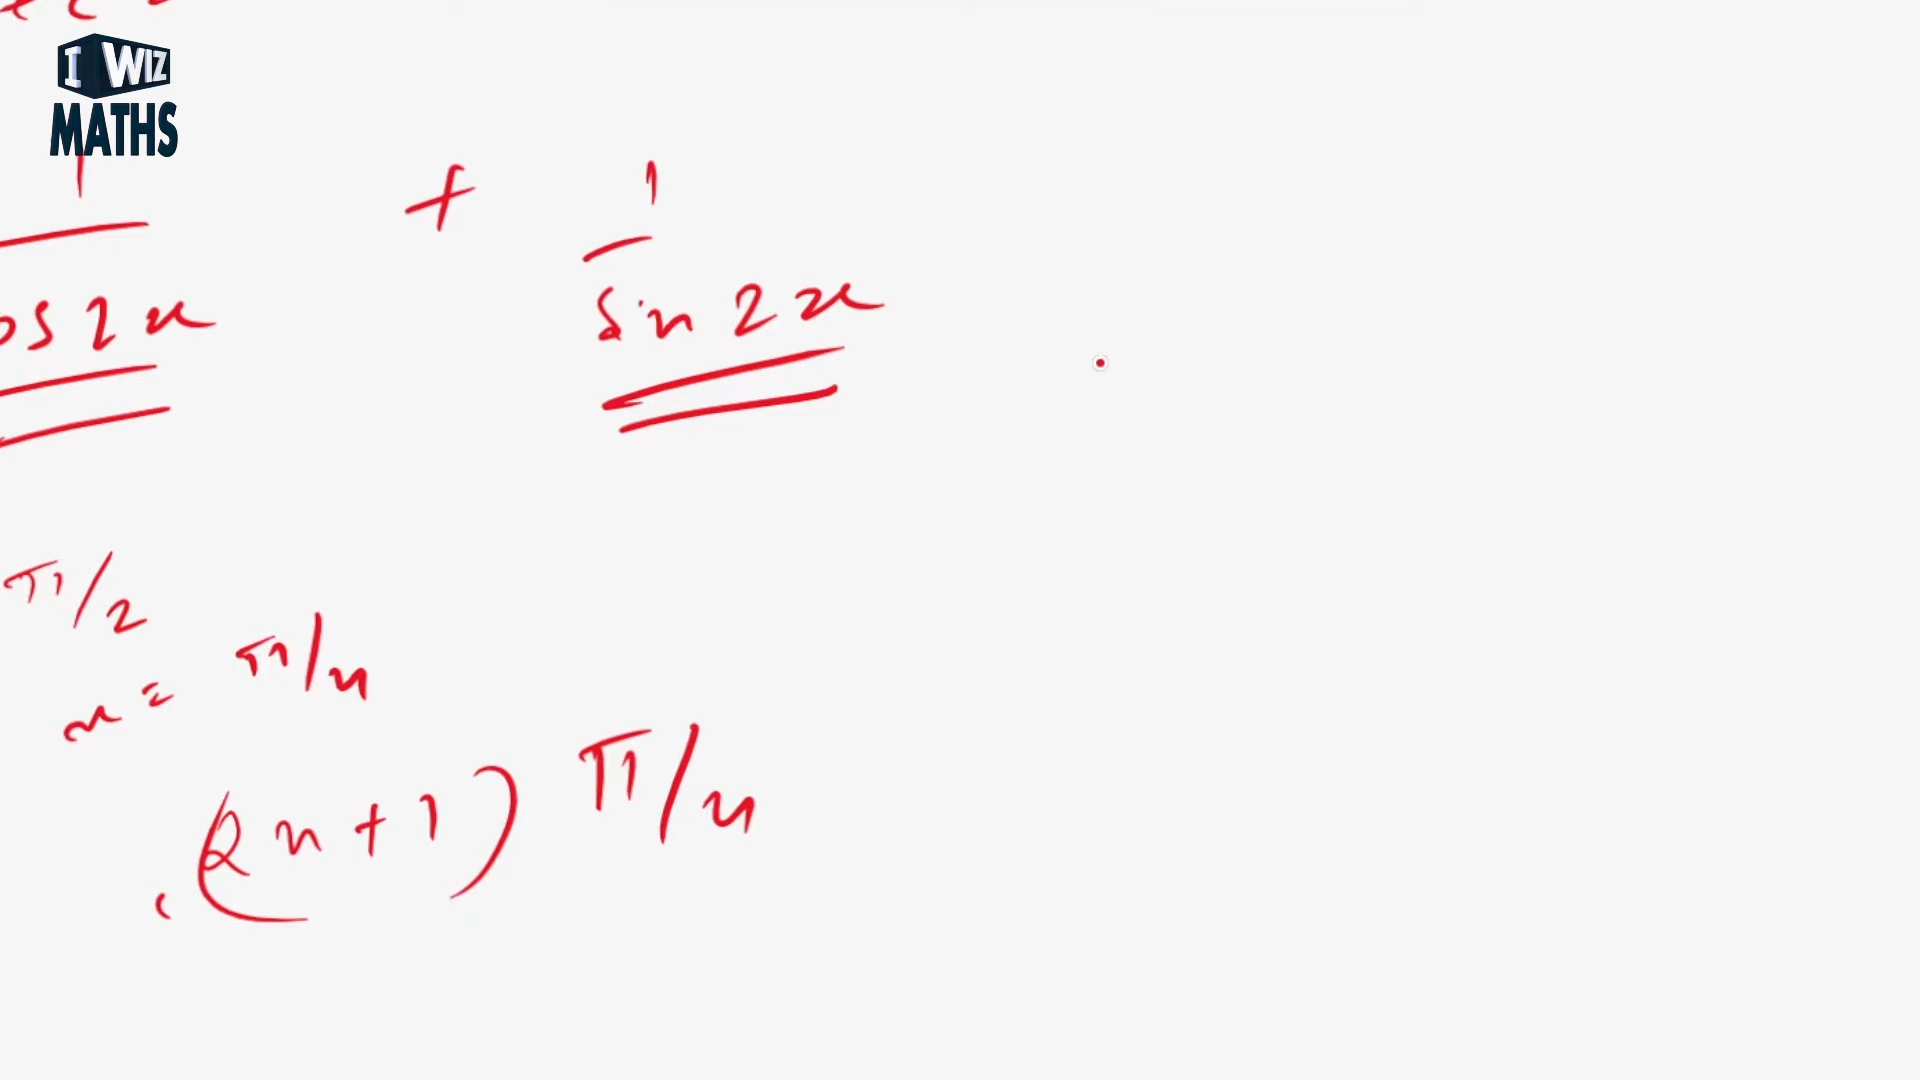 I WIZ
MATHS
1 + 1
os 2x sin 2x
π/2
x = π/4
(2n+1) π/4